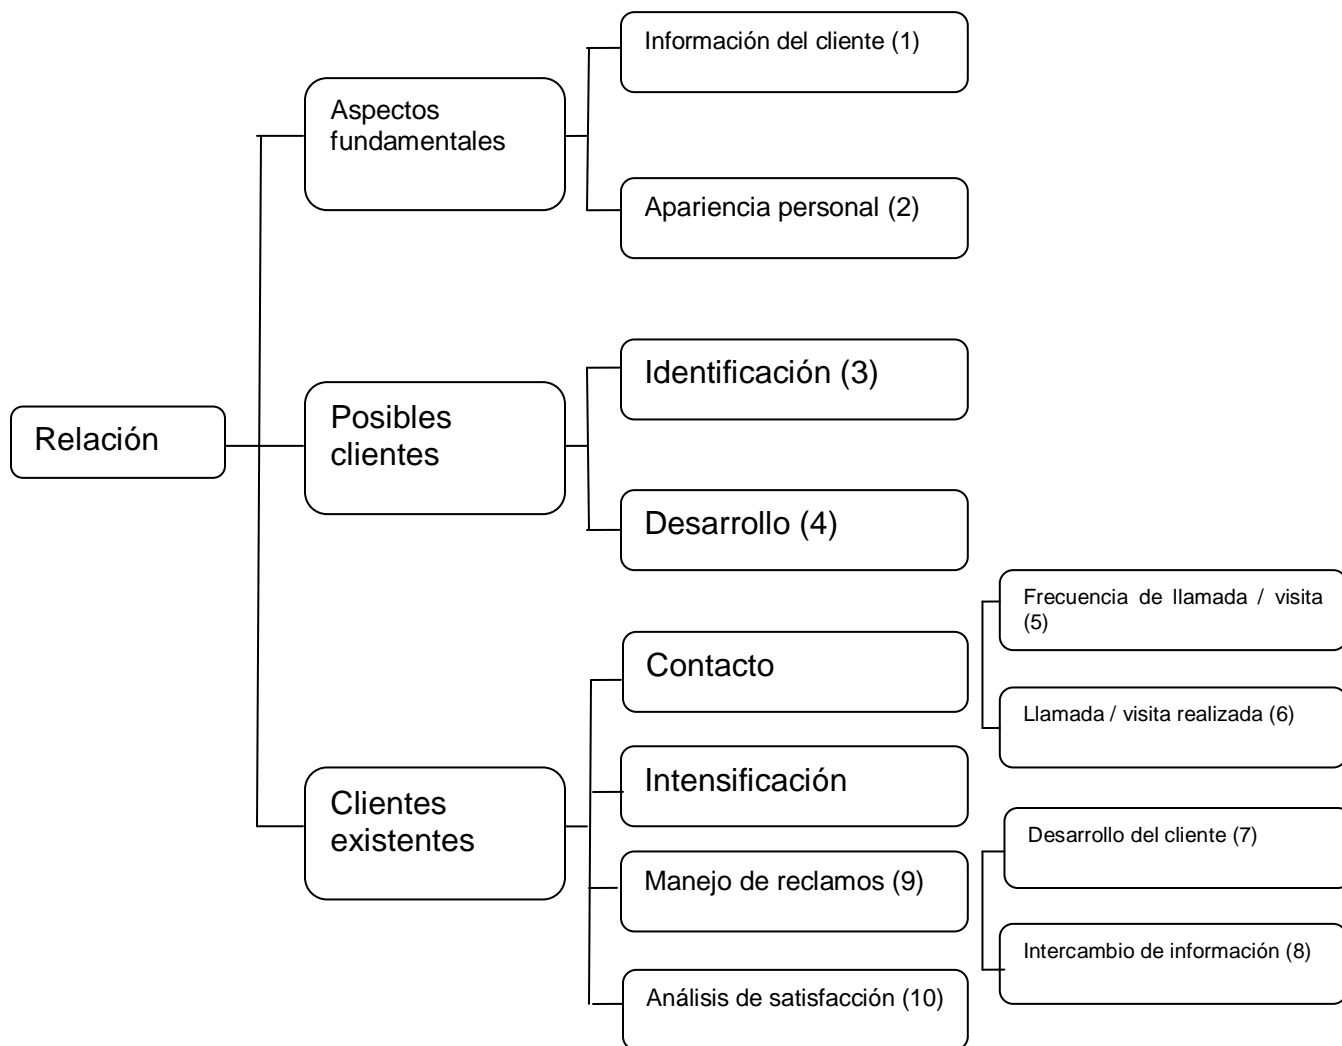 Relación
Aspectos
fundamentales
Información del cliente (1)
Apariencia personal (2)
Posibles
clientes
Identificación (3)
Desarrollo (4)
Clientes
existentes
Contacto
Frecuencia de llamada / visita
(5)
Llamada / visita realizada (6)
Intensificación
Desarrollo del cliente (7)
Intercambio de información (8)
Manejo de reclamos (9)
Análisis de satisfacción (10)